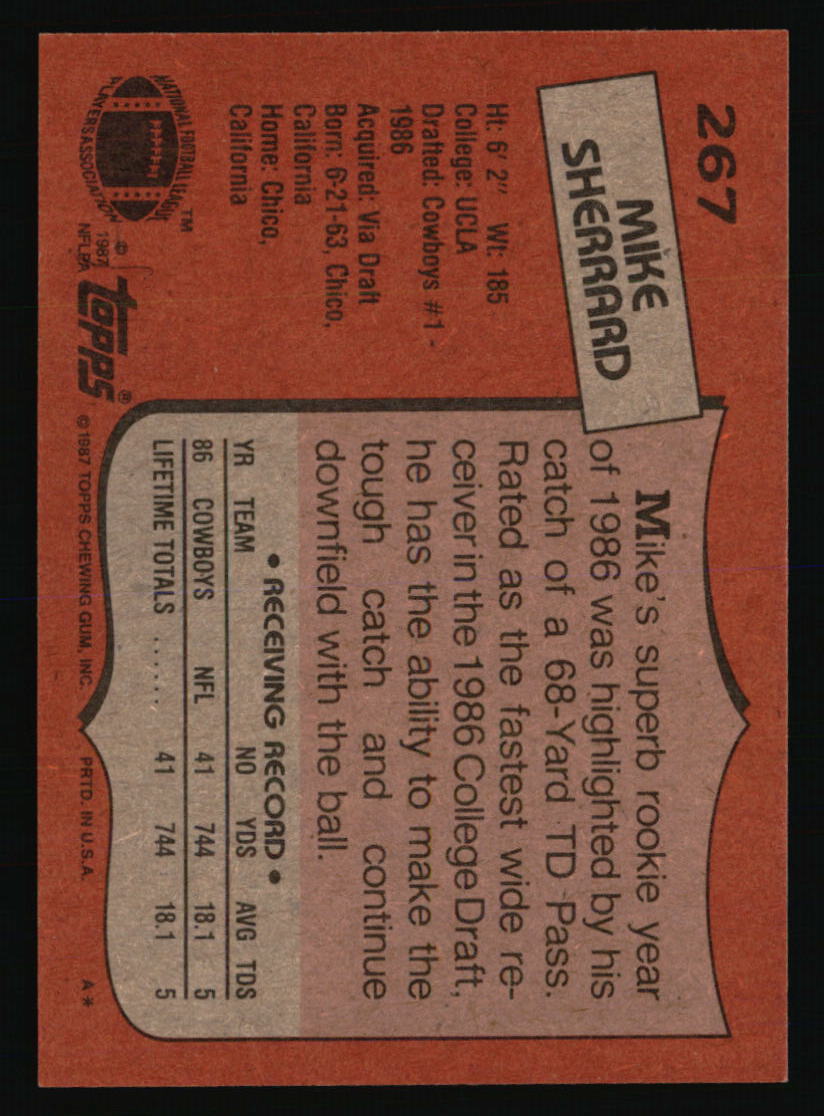 267
MIKE
SHERRARD
Ht: 6' 2" Wt: 185
College: UCLA
Drafted: Cowboys #1 -
1986
Acquired: Via Draft
Born: 6-21-63, Chico,
California
Home: Chico,
California
NATIONAL FOOTBALL LEAGUE
PLAYERS ASSOCIATION
™
© 1987
NFLPA
topps®
Mike's superb rookie year
of 1986 was highlighted by his
catch of a 68-Yard TD Pass.
Rated as the fastest wide re-
ceiver in the 1986 College Draft,
he has the ability to make the
tough catch and continue
downfield with the ball.
• RECEIVING RECORD •
YR TEAM NO YDS AVG TDS
86 COWBOYS NFL 41 744 18.1 5
LIFETIME TOTALS ...... 41 744 18.1 5
© 1987 TOPPS CHEWING GUM, INC. PRTD. IN U.S.A. A*